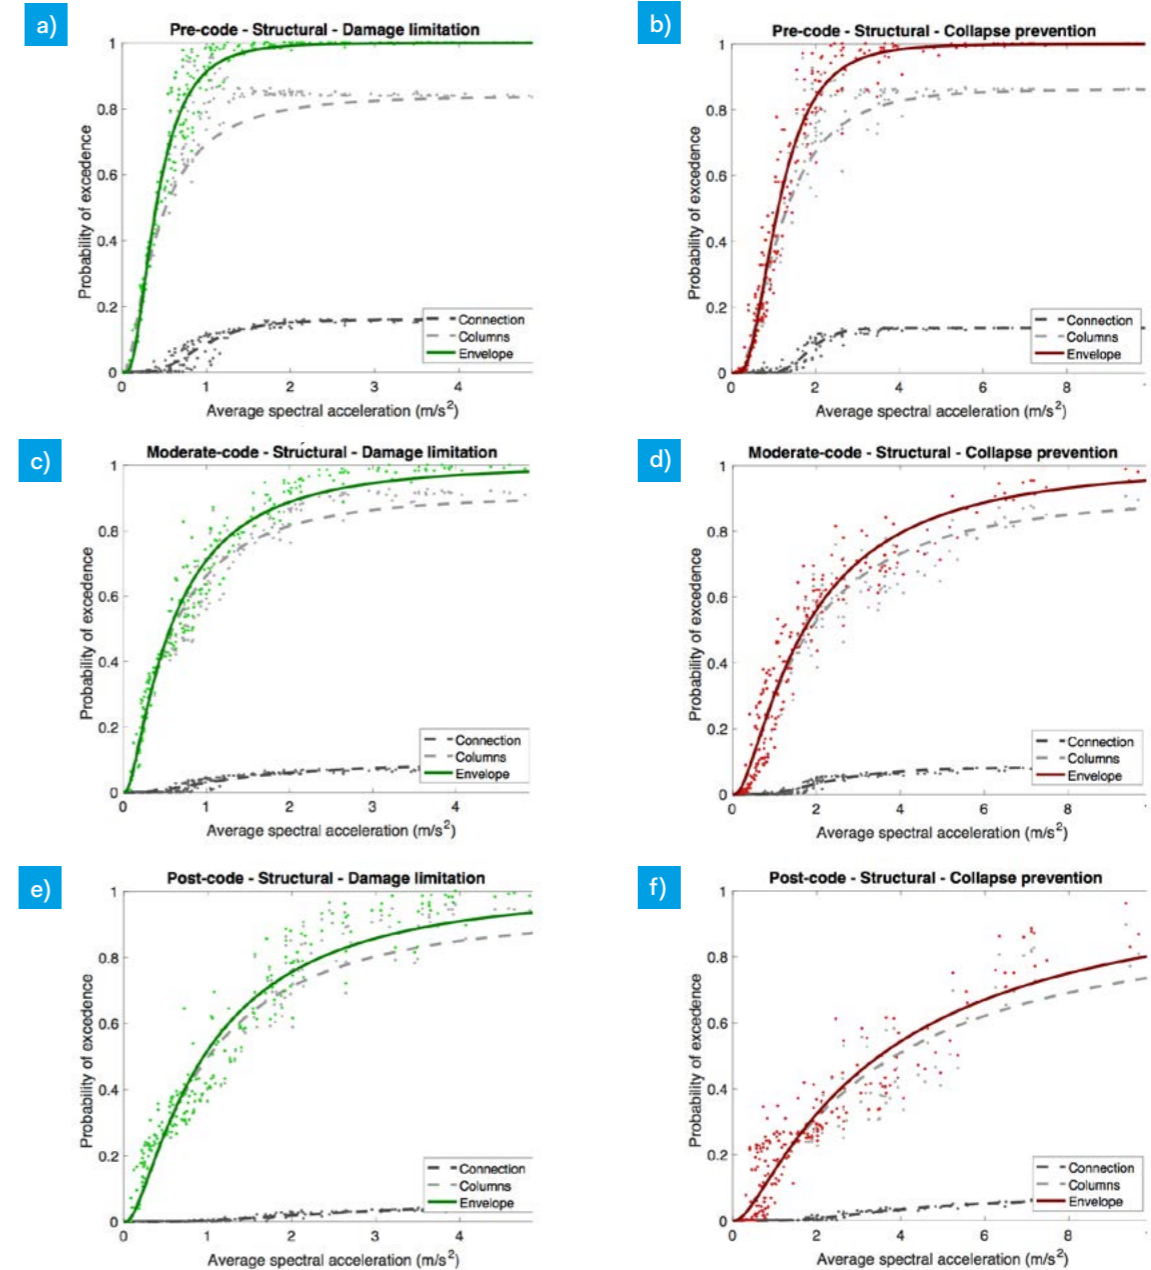 a)
Pre-code - Structural - Damage limitation
1
0.8
0.6
0.4
0.2
0
Probability of excedence
Connection
Columns
Envelope
0 1 2 3 4
Average spectral acceleration (m/s²)
b)
Pre-code - Structural - Collapse prevention
1
0.8
0.6
0.4
0.2
0
Probability of excedence
Connection
Columns
Envelope
0 2 4 6 8
Average spectral acceleration (m/s²)
c)
Moderate-code - Structural - Damage limitation
1
0.8
0.6
0.4
0.2
0
Probability of excedence
Connection
Columns
Envelope
0 1 2 3 4
Average spectral acceleration (m/s²)
d)
Moderate-code - Structural - Collapse prevention
1
0.8
0.6
0.4
0.2
0
Probability of excedence
Connection
Columns
Envelope
0 2 4 6 8
Average spectral acceleration (m/s²)
e)
Post-code - Structural - Damage limitation
1
0.8
0.6
0.4
0.2
0
Probability of excedence
Connection
Columns
Envelope
0 1 2 3 4
Average spectral acceleration (m/s²)
f)
Post-code - Structural - Collapse prevention
1
0.8
0.6
0.4
0.2
0
Probability of excedence
Connection
Columns
Envelope
0 2 4 6 8
Average spectral acceleration (m/s²)